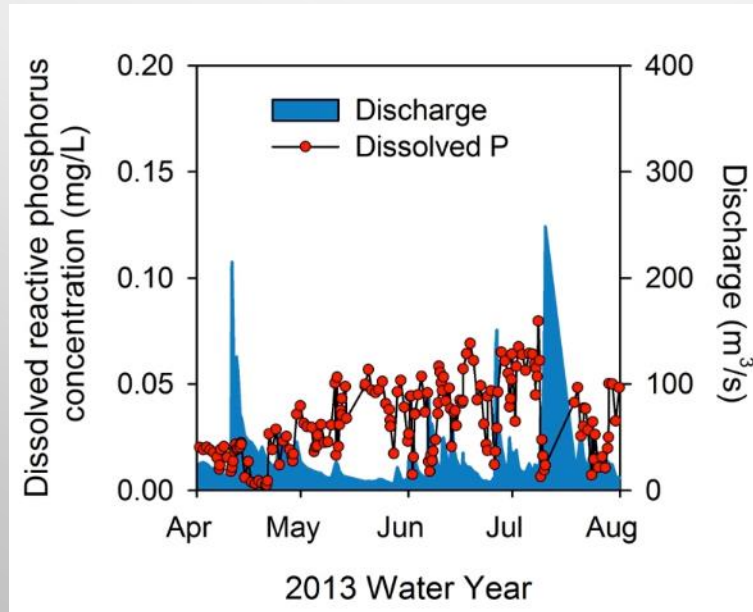 Dissolved reactive phosphorus
concentration (mg/L)
0.20
0.15
0.10
0.05
0.00
Discharge
Dissolved P
400
300
200
100
0
Discharge (m³/s)
Apr May Jun Jul Aug
2013 Water Year